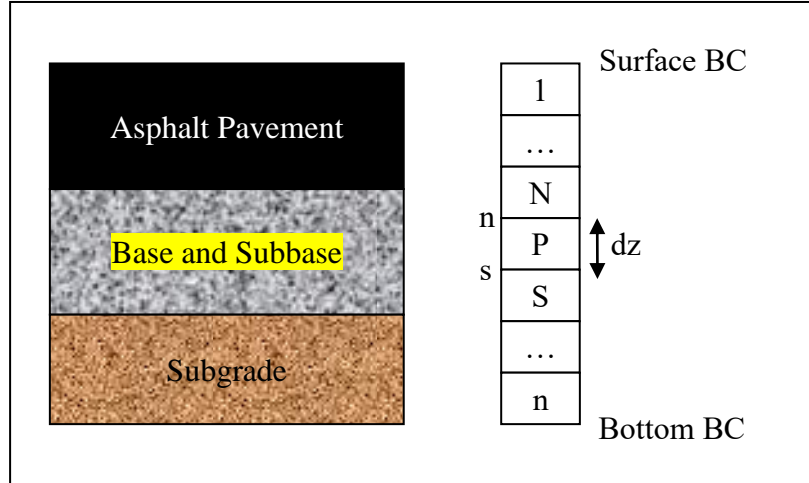 Asphalt Pavement
Base and Subbase
Subgrade
Surface BC
1
…
N
n
P
dz
s
S
…
n
Bottom BC